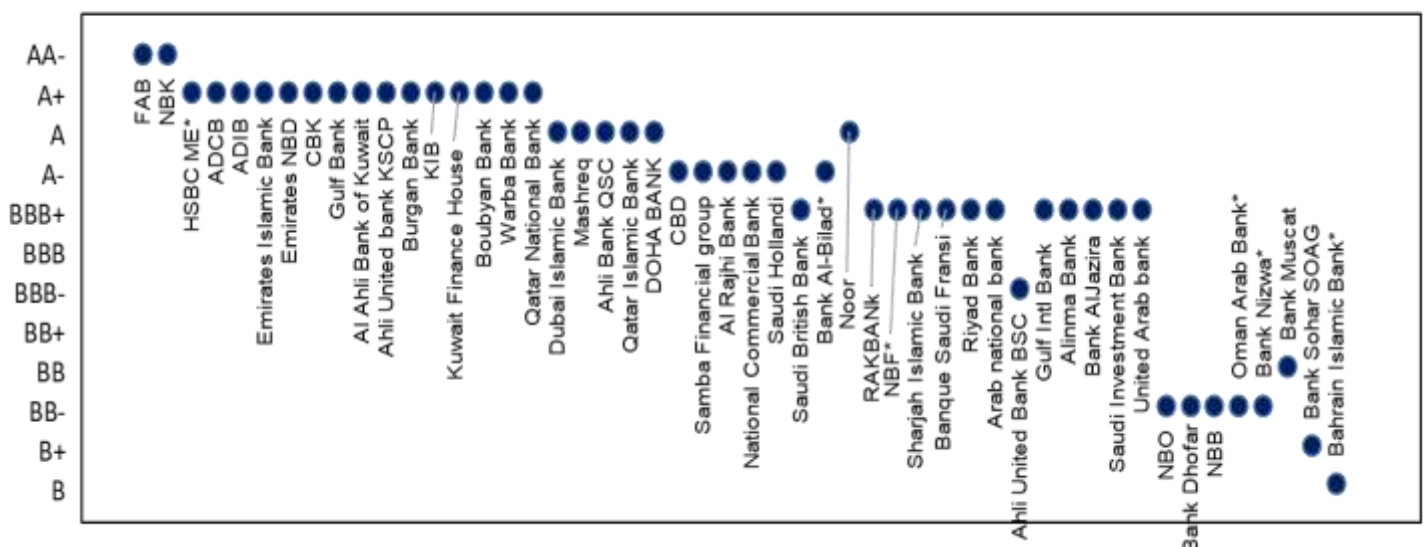 AA-
A+
A
A-
BBB+
BBB
BBB-
BB+
BB
BB-
B+
B
FAB
NBK
HSBC ME*
ADCB
ADIB
Emirates Islamic Bank
Emirates NBD
CBK
Gulf Bank
Al Ahli Bank of Kuwait
Ahli United bank KSCP
Burgan Bank
KIB
Kuwait Finance House
Boubyan Bank
Warba Bank
Qatar National Bank
Dubai Islamic Bank
Mashreq
Ahli Bank QSC
Qatar Islamic Bank
DOHA BANK
CBD
Samba Financial group
Al Rajhi Bank
National Commercial Bank
Saudi Hollandi
Saudi British Bank
Bank Al-Bilad*
Noor
RAKBANk
NBF*
Sharjah Islamic Bank
Banque Saudi Fransi
Riyad Bank
Arab national bank
Ahli United Bank BSC
Gulf Intl Bank
Alinma Bank
Bank AlJazira
Saudi Investment Bank
United Arab bank
NBO
Bank Dhofar
NBB
Oman Arab Bank*
Bank Nizwa*
Bank Muscat
Bank Sohar SOAG
Bahrain Islamic Bank*